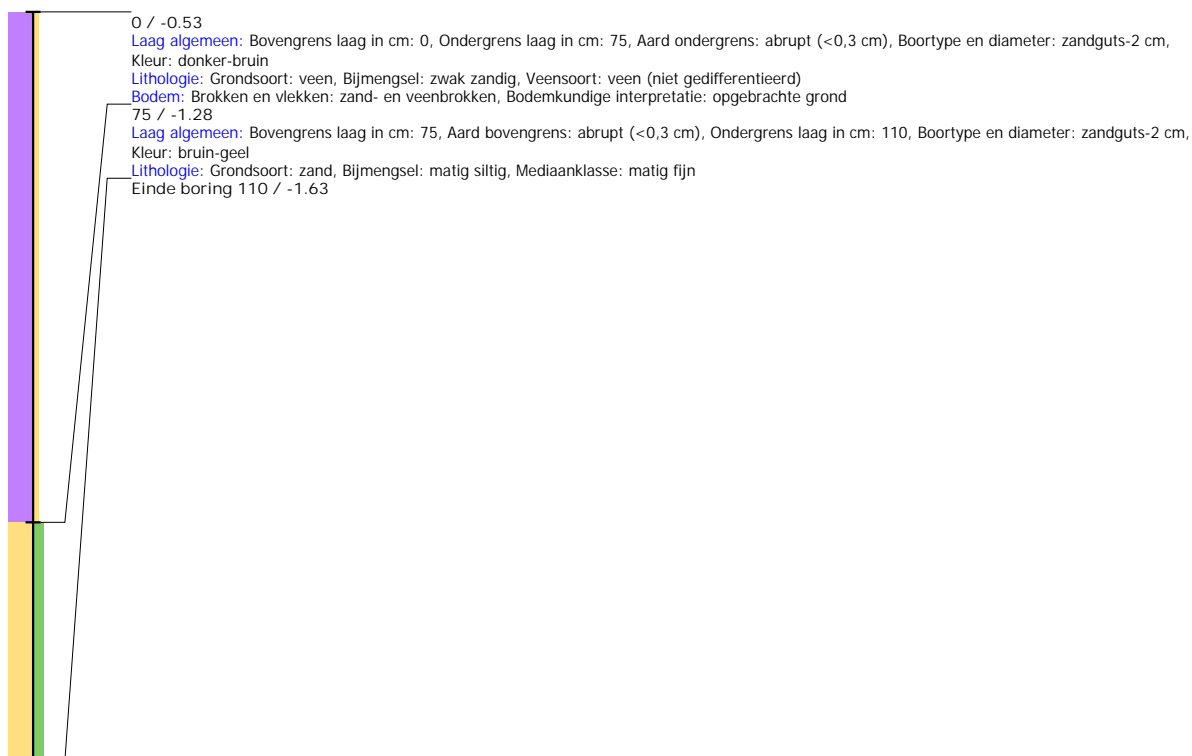 0 / -0.53
Laag algemeen: Bovengrens laag in cm: 0, Ondergrens laag in cm: 75, Aard ondergrens: abrupt (<0,3 cm), Boortype en diameter: zandguts-2 cm,
Kleur: donker-bruin
Lithologie: Grondsoort: veen, Bijmengsel: zwak zandig, Veensoort: veen (niet gedifferentieerd)
Bodem: Brokken en vlekken: zand- en veenbrokken, Bodemkundige interpretatie: opgebrachte grond
75 / -1.28
Laag algemeen: Bovengrens laag in cm: 75, Aard bovengrens: abrupt (<0,3 cm), Ondergrens laag in cm: 110, Boortype en diameter: zandguts-2 cm,
Kleur: bruin-geel
Lithologie: Grondsoort: zand, Bijmengsel: matig siltig, Mediaanklasse: matig fijn
Einde boring 110 / -1.63